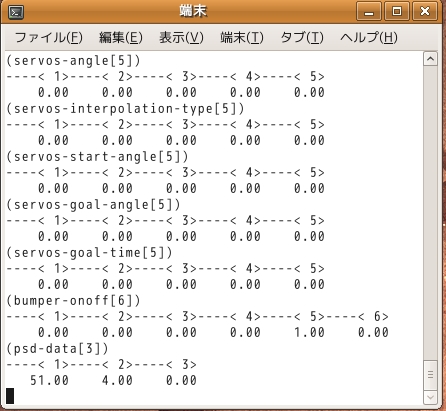 端末
ファイル(F) 編集(E) 表示(V) 端末(T) タブ(T) ヘルプ(H)
(servos-angle[5])
----< 1>----< 2>----< 3>----< 4>----< 5>
    0.00    0.00    0.00    0.00    0.00
(servos-interpolation-type[5])
----< 1>----< 2>----< 3>----< 4>----< 5>
    0.00    0.00    0.00    0.00    0.00
(servos-start-angle[5])
----< 1>----< 2>----< 3>----< 4>----< 5>
    0.00    0.00    0.00    0.00    0.00
(servos-goal-angle[5])
----< 1>----< 2>----< 3>----< 4>----< 5>
    0.00    0.00    0.00    0.00    0.00
(servos-goal-time[5])
----< 1>----< 2>----< 3>----< 4>----< 5>
    0.00    0.00    0.00    0.00    0.00
(bumper-onoff[6])
----< 1>----< 2>----< 3>----< 4>----< 5>----< 6>
    0.00    0.00    0.00    0.00    1.00    0.00
(psd-data[3])
----< 1>----< 2>----< 3>
   51.00    4.00    0.00